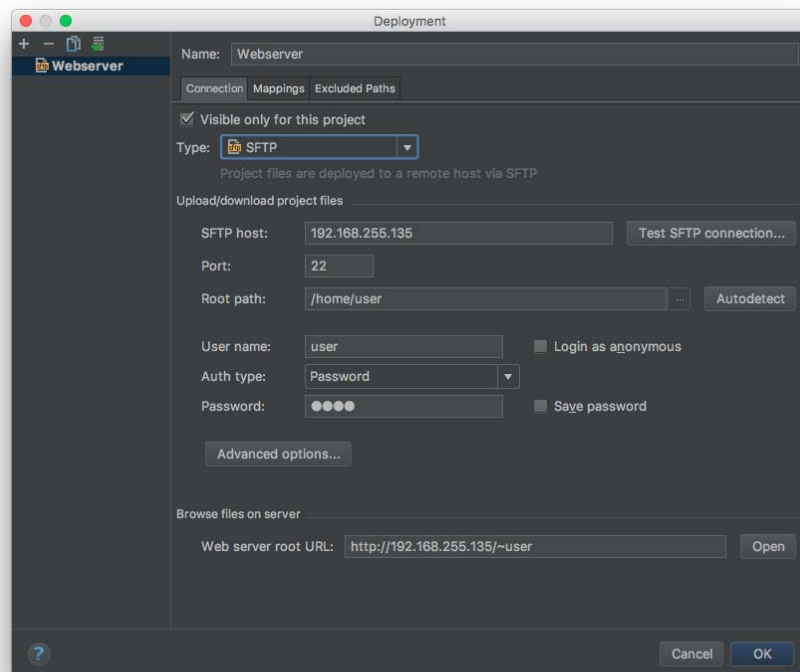 Deployment
Webserver
Name: Webserver
Connection Mappings Excluded Paths
Visible only for this project
Type: SFTP
Project files are deployed to a remote host via SFTP
Upload/download project files
SFTP host: 192.168.255.135 Test SFTP connection...
Port: 22
Root path: /home/user ... Autodetect
User name: user Login as anonymous
Auth type: Password
Password: ●●●● Save password
Advanced options...
Browse files on server
Web server root URL: http://192.168.255.135/~user Open
? Cancel OK